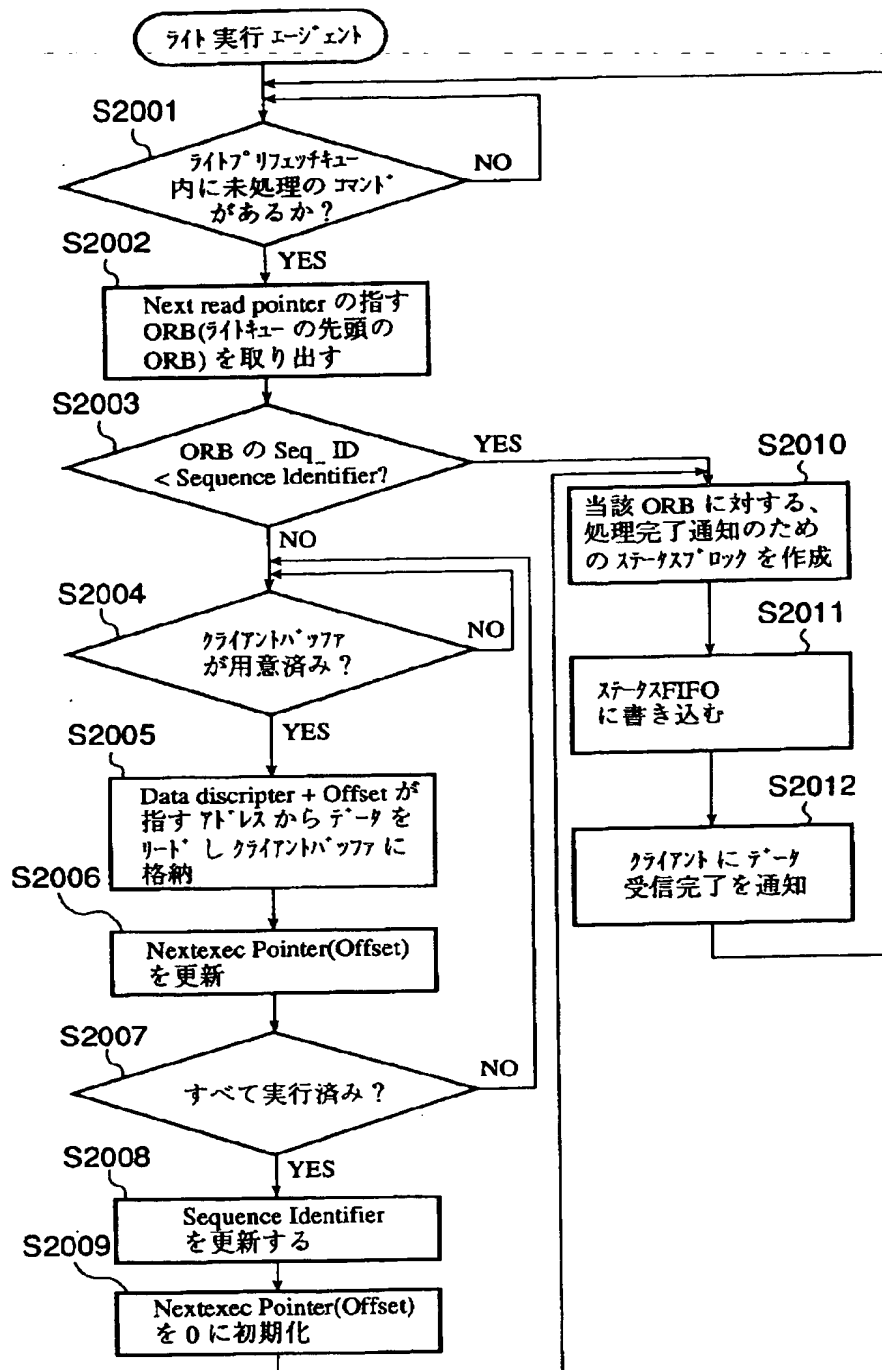 ライト 実行 エージェント
S2001
ライトプリフェッチキュー
内に未処理の コマンド
があるか?
NO
YES
S2002
Next read pointer の指す
ORB(ライトキュー の先頭の
ORB) を取り出す
S2003
ORB の Seq_ ID
< Sequence Identifier?
YES
NO
S2004
クライアントバッファ
が用意済み?
NO
YES
S2005
Data discripter + Offset が
指す アドレス から データ を
リード し クライアントバッファ に
格納
S2006
Nextexec Pointer(Offset)
を更新
S2007
すべて実行済み?
NO
YES
S2008
Sequence Identifier
を更新する
S2009
Nextexec Pointer(Offset)
を 0 に初期化
S2010
当該 ORB に対する、
処理完了通知のため
の ステータスブロック を作成
S2011
ステータスFIFO
に書き込む
S2012
クライアント に データ
受信完了を通知